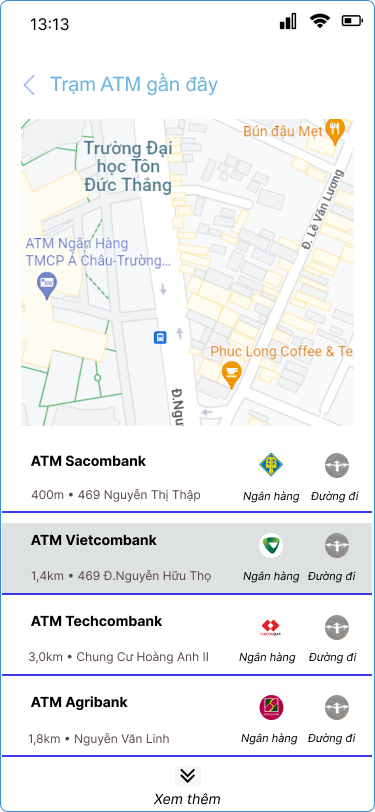 13:13
Trạm ATM gần đây
Bún đậu Mẹt
Trường Đại
học Tôn
Đức Thắng
Đ. Lê Văn Lương
ATM Ngân Hàng
TMCP Á Châu-Trường...
Phuc Long Coffee & Te
Đ.Ngu
ATM Sacombank
400m • 469 Nguyễn Thị Thập
Ngân hàng
Đường đi
ATM Vietcombank
1,4km • 469 Đ.Nguyễn Hữu Thọ
Ngân hàng
Đường đi
ATM Techcombank
3,0km • Chung Cư Hoàng Anh II
Ngân hàng
Đường đi
ATM Agribank
1,8km • Nguyễn Văn Linh
Ngân hàng
Đường đi
Xem thêm